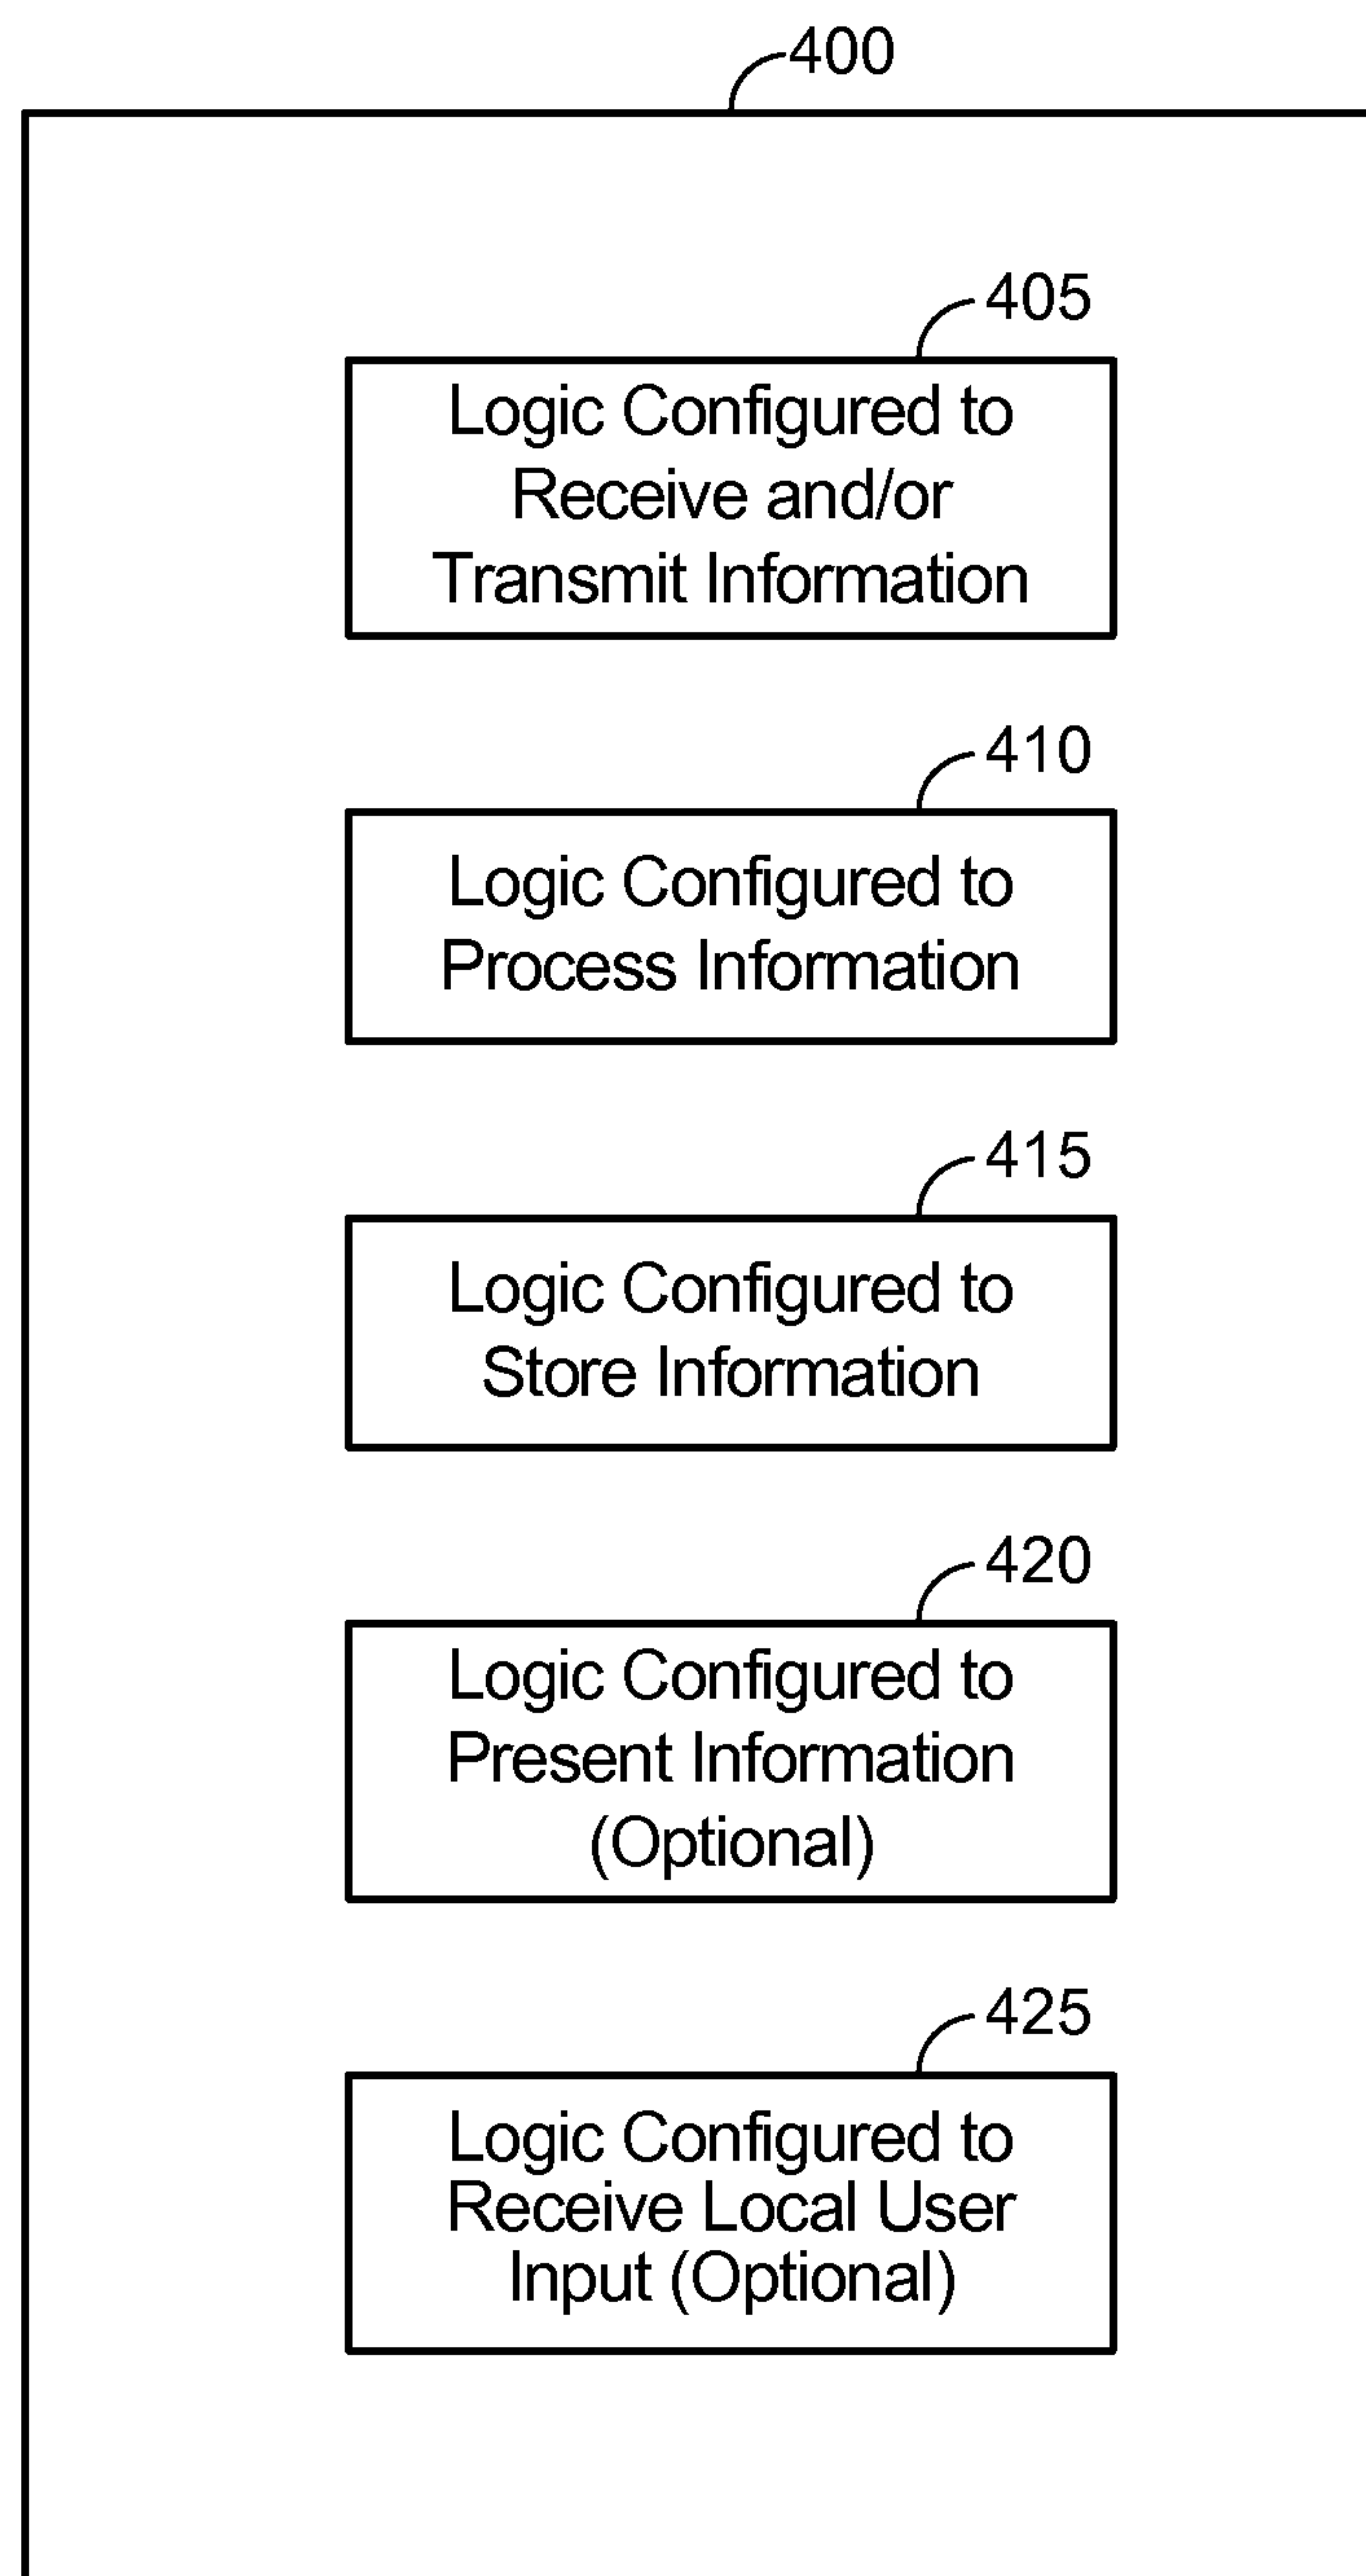 400
405
Logic Configured to
Receive and/or
Transmit Information
410
Logic Configured to
Process Information
415
Logic Configured to
Store Information
420
Logic Configured to
Present Information
(Optional)
425
Logic Configured to
Receive Local User
Input (Optional)